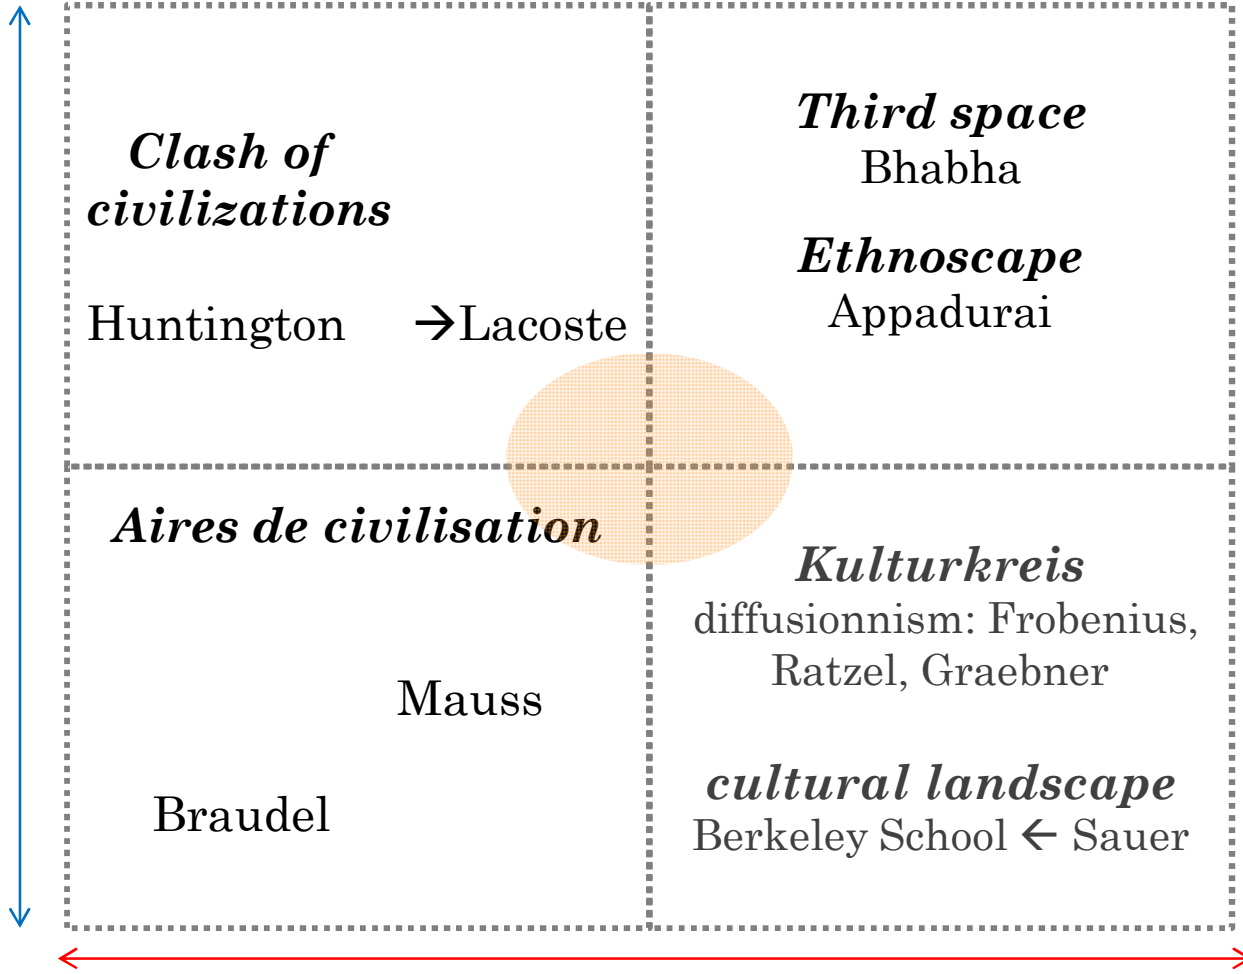 Clash of
civilizations
Huntington →Lacoste
Third space
Bhabha
Ethnoscape
Appadurai
Aires de civilisation
Mauss
Braudel
Kulturkreis
diffusionnism: Frobenius,
Ratzel, Graebner
cultural landscape
Berkeley School ← Sauer